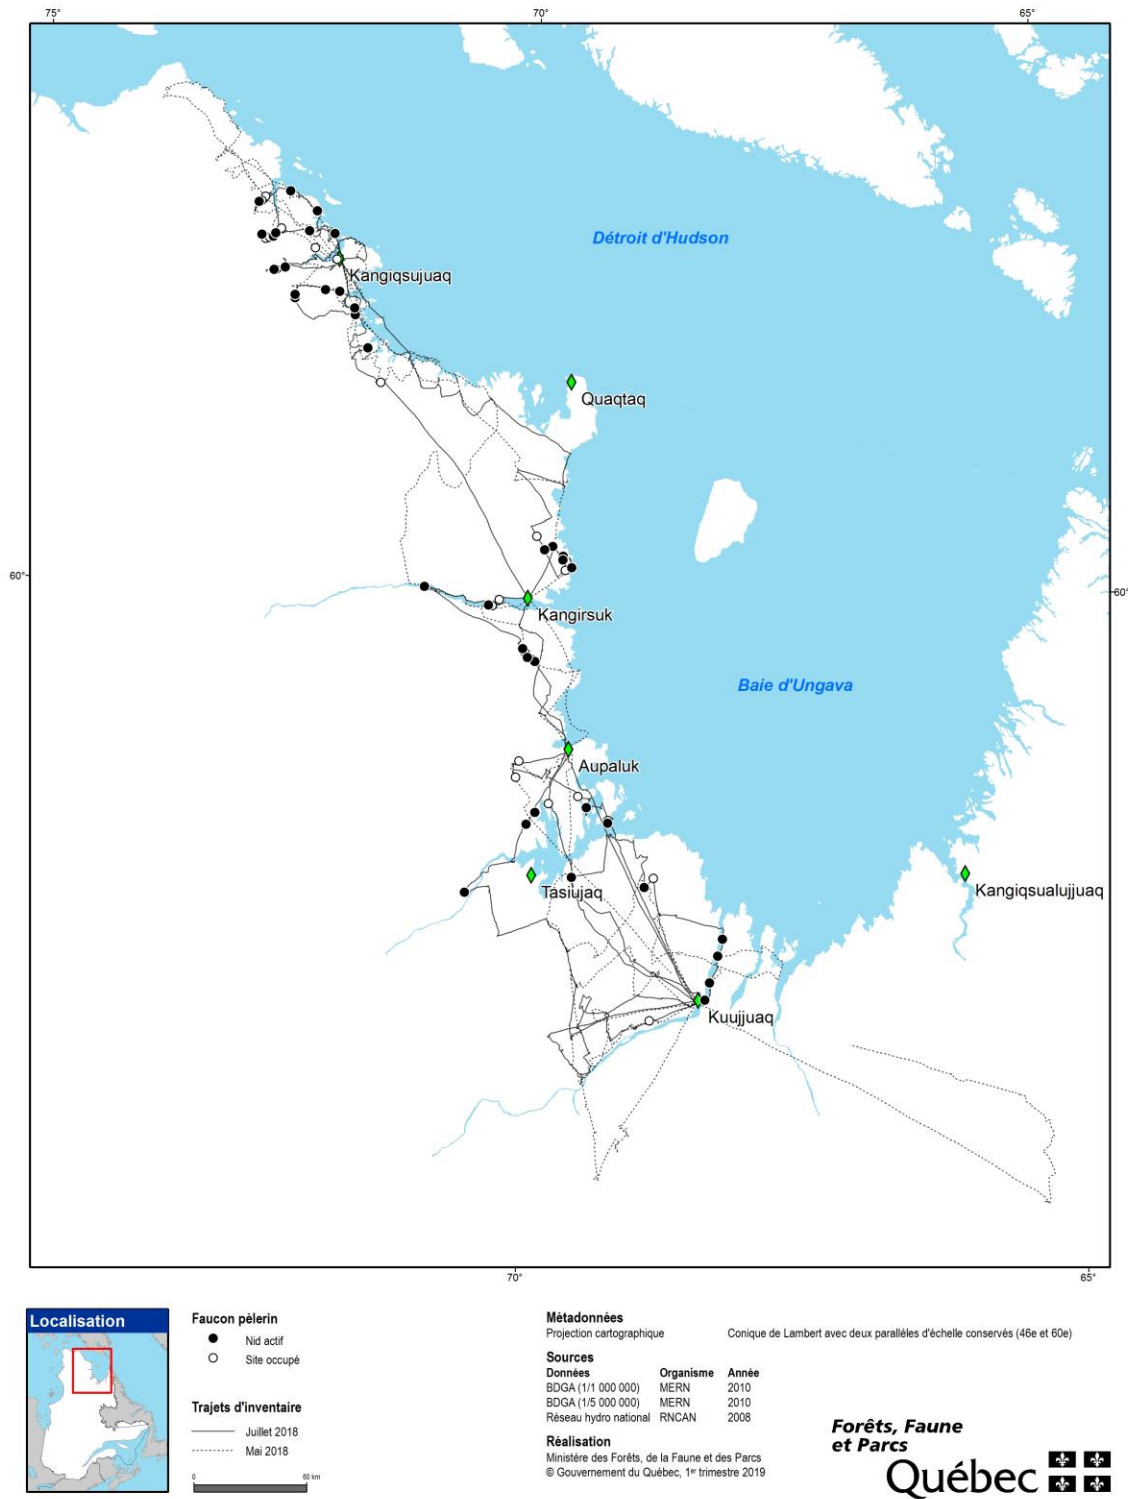 75°
70°
65°
Détroit d'Hudson
Kangiqsujuaq
Quaqtaq
60°
60°
Kangirsuk
Baie d'Ungava
Aupaluk
Tasiujaq
Kangiqsualujjuaq
Kuujjuaq
70°
65°
Localisation
Faucon pèlerin
Nid actif
Site occupé
Trajets d'inventaire
Juillet 2018
Mai 2018
0 60 km
Métadonnées
Projection cartographique Conique de Lambert avec deux parallèles d'échelle conservés (46e et 60e)
Sources
Données Organisme Année
BDGA (1/1 000 000) MERN 2010
BDGA (1/5 000 000) MERN 2010
Réseau hydro national RNCAN 2008
Réalisation
Ministère des Forêts, de la Faune et des Parcs
© Gouvernement du Québec, 1er trimestre 2019
Forêts, Faune
et Parcs
Québec